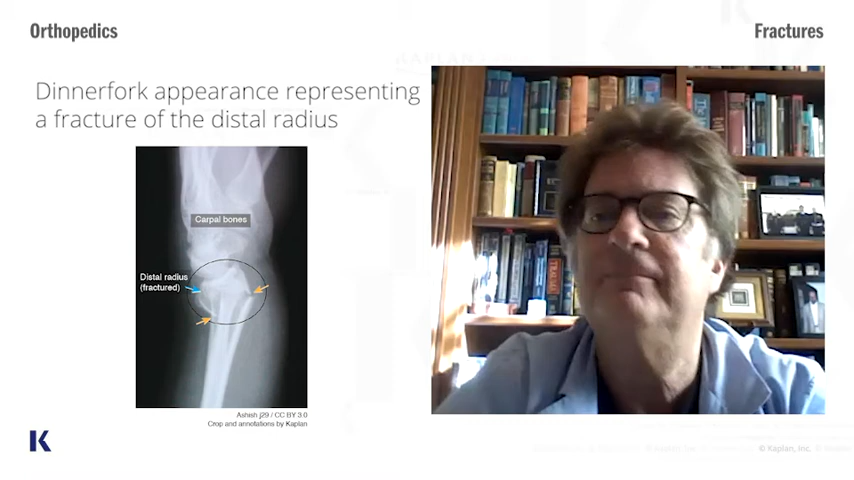 Orthopedics
Fractures
Dinnerfork appearance representing
a fracture of the distal radius
Carpal bones
Distal radius
(fractured)
Ashish j29 / CC BY 3.0
Crop and annotations by Kaplan
K
© Kaplan, Inc.